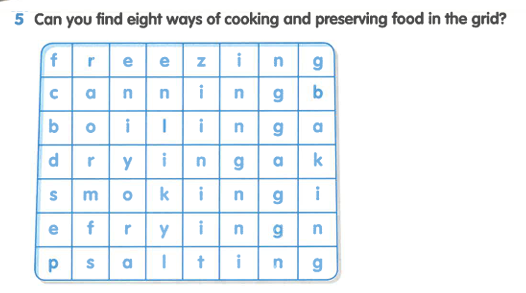 5 Can you find eight ways of cooking and preserving food in the grid?
f r e e z i n g
c a n n i n g b
b o i l i n g a
d r y i n g a k
s m o k i n g i
e f r y i n g n
p s a l t i n g